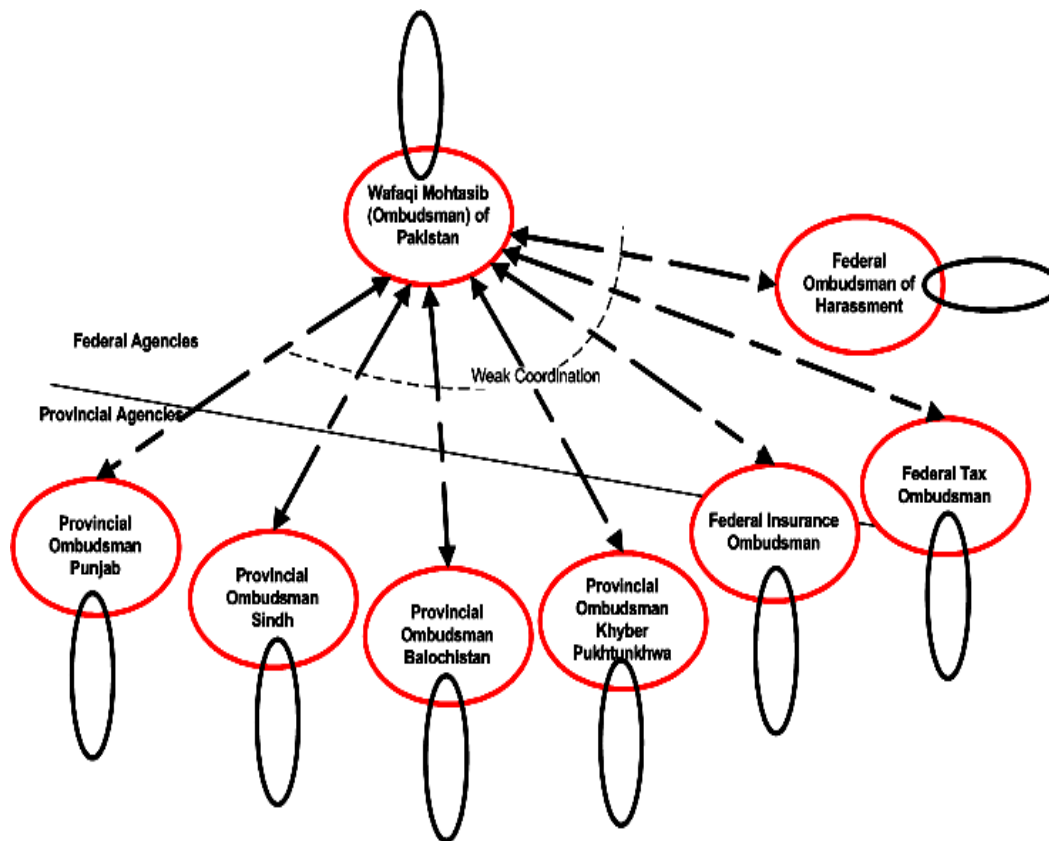 Wafaqi Mohtasib
(Ombudsman) of
Pakistan
Federal
Ombudsman of
Harassment
Federal Agencies
Weak Coordination
Provincial Agencies
Federal Tax
Ombudsman
Federal Insurance
Ombudsman
Provincial
Ombudsman
Punjab
Provincial
Ombudsman
Sindh
Provincial
Ombudsman
Balochistan
Provincial
Ombudsman
Khyber
Pukhtunkhwa